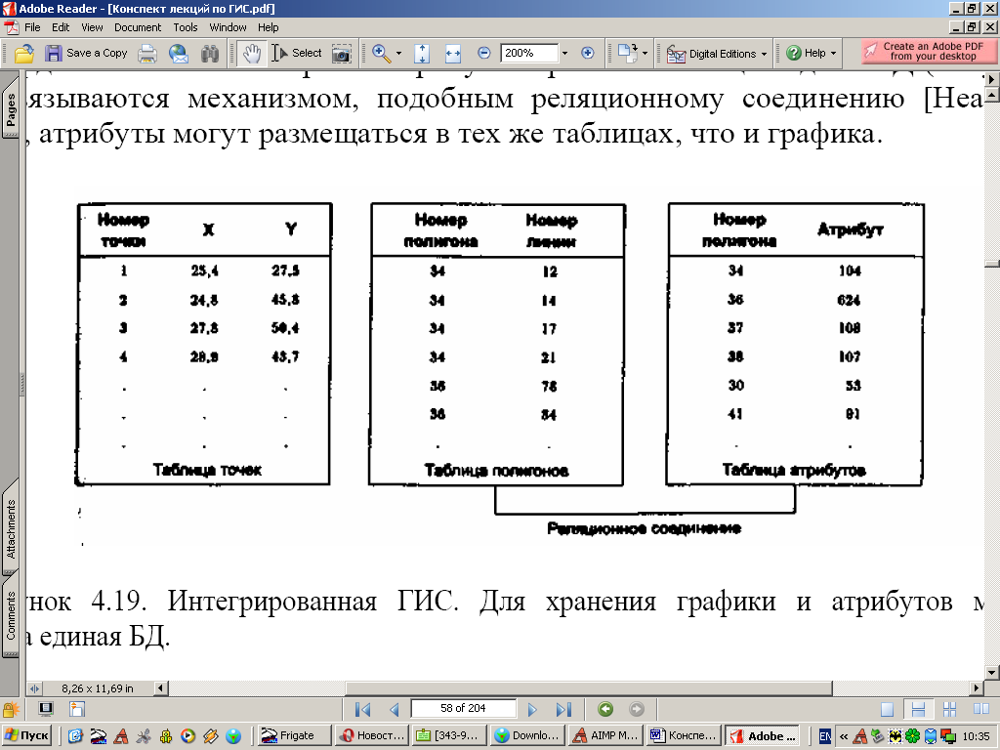 Adobe Reader - [Конспект лекций по ГИС.pdf]
File Edit View Document Tools Window Help
Save a Copy Select 200% Digital Editions Help Create an Adobe PDF from your desktop
Pages
Attachments
Comments
язываются механизмом, подобным реляционному соединению [Hea
, атрибуты могут размещаться в тех же таблицах, что и графика.
Номер точки X Y
1 25,4 27,5
2 24,8 45,8
3 27,8 50,4
4 28,9 43,7
Таблица точек
Номер полигона Номер линии
34 12
34 14
34 17
34 21
36 78
36 84
Таблица полигонов
Номер полигона Атрибут
34 104
36 624
37 108
38 107
30 53
41 91
Таблица атрибутов
Реляционное соединение
унок 4.19. Интегрированная ГИС. Для хранения графики и атрибутов м
а единая БД.
8,26 x 11,69 in
58 of 204
Пуск Frigate Новост... [343-9... Downlo... AIMP M... Конспе... Adobe ... EN « 10:35